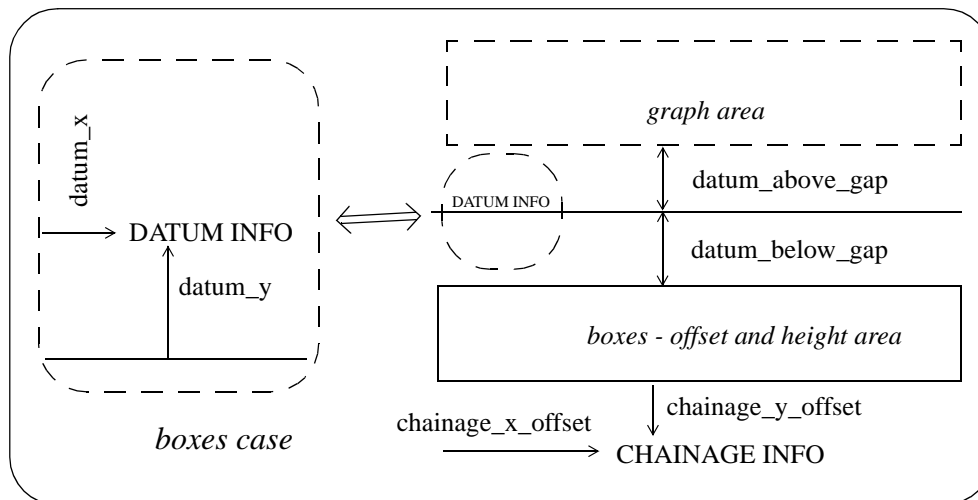 graph area
datum_x
datum_above_gap
DATUM INFO
DATUM INFO
datum_below_gap
datum_y
boxes - offset and height area
chainage_y_offset
chainage_x_offset
boxes case
CHAINAGE INFO